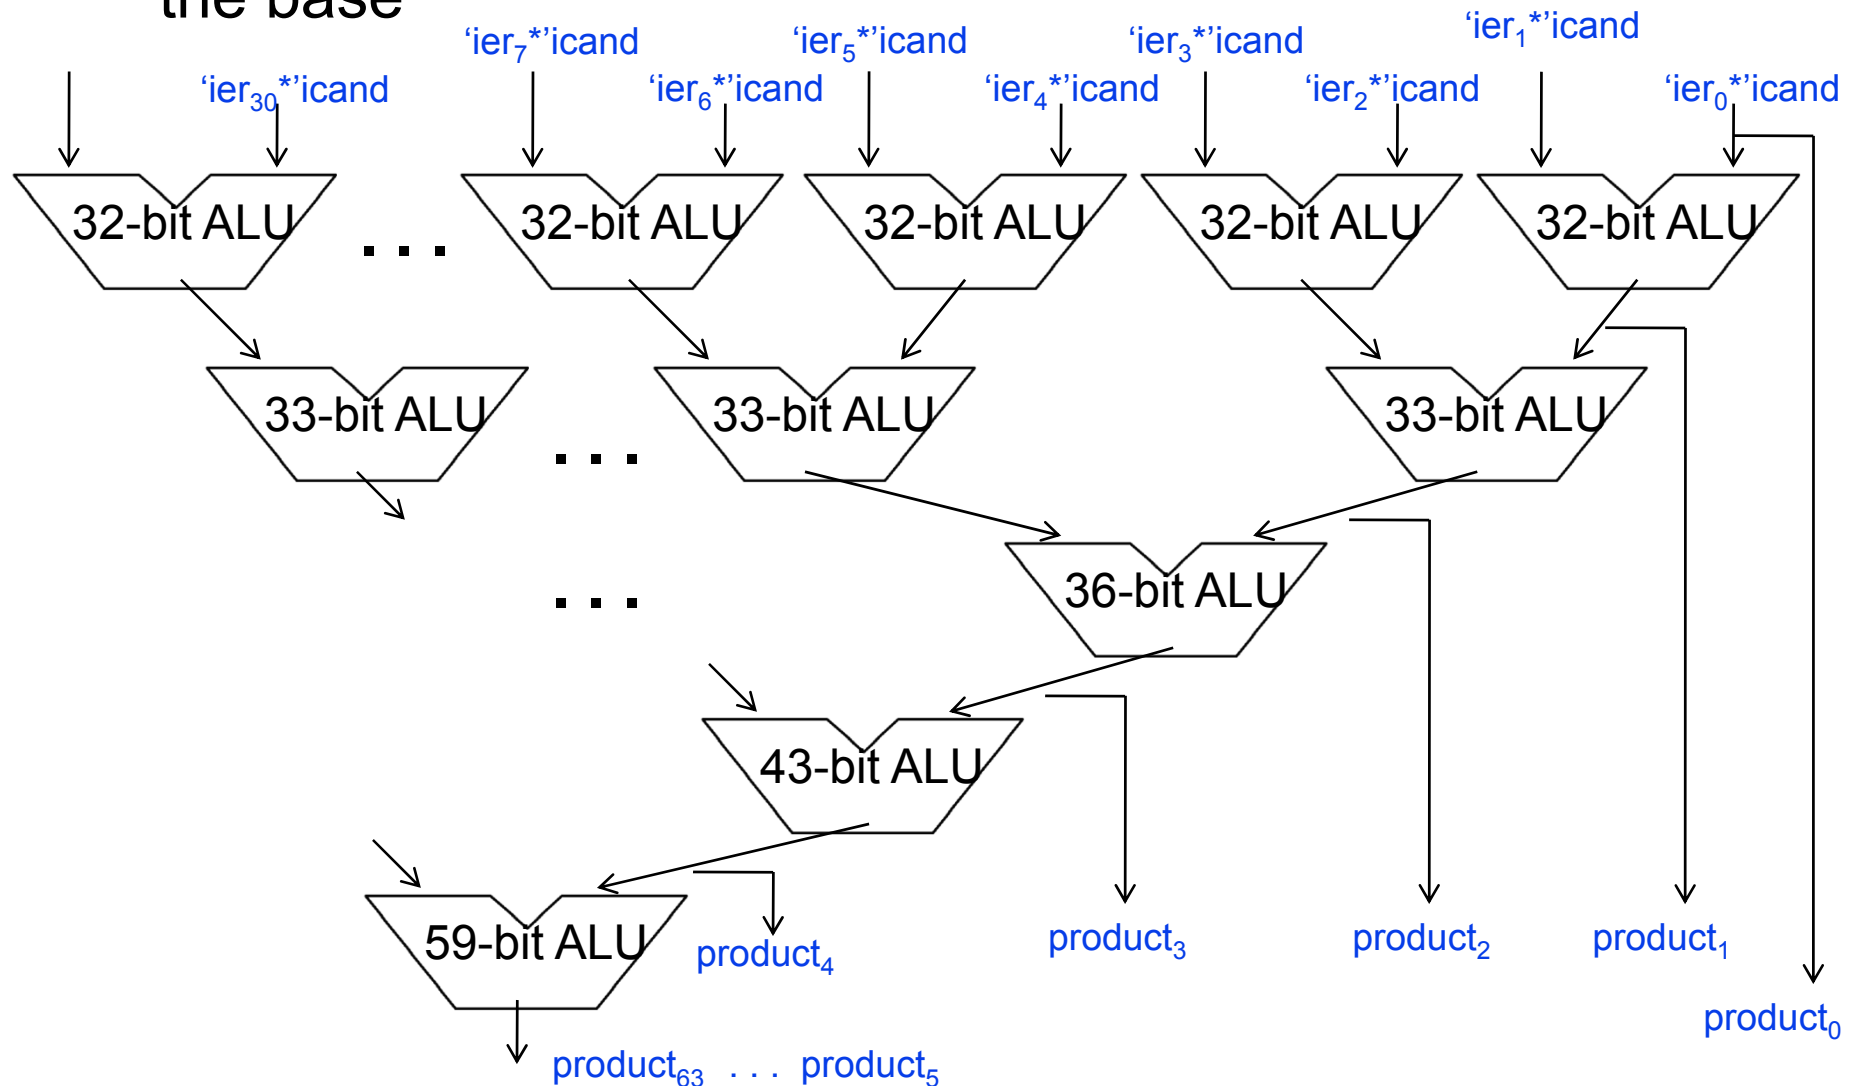 the base
‘ier₇*’icand ‘ier₅*’icand ‘ier₃*’icand ‘ier₁*’icand
‘ier₃₀*’icand ‘ier₆*’icand ‘ier₄*’icand ‘ier₂*’icand ‘ier₀*’icand
32-bit ALU . . . 32-bit ALU 32-bit ALU 32-bit ALU 32-bit ALU
33-bit ALU . . . 33-bit ALU 33-bit ALU
. . . 36-bit ALU
43-bit ALU
59-bit ALU product₄ product₃ product₂ product₁
product₀
product₆₃ . . . product₅